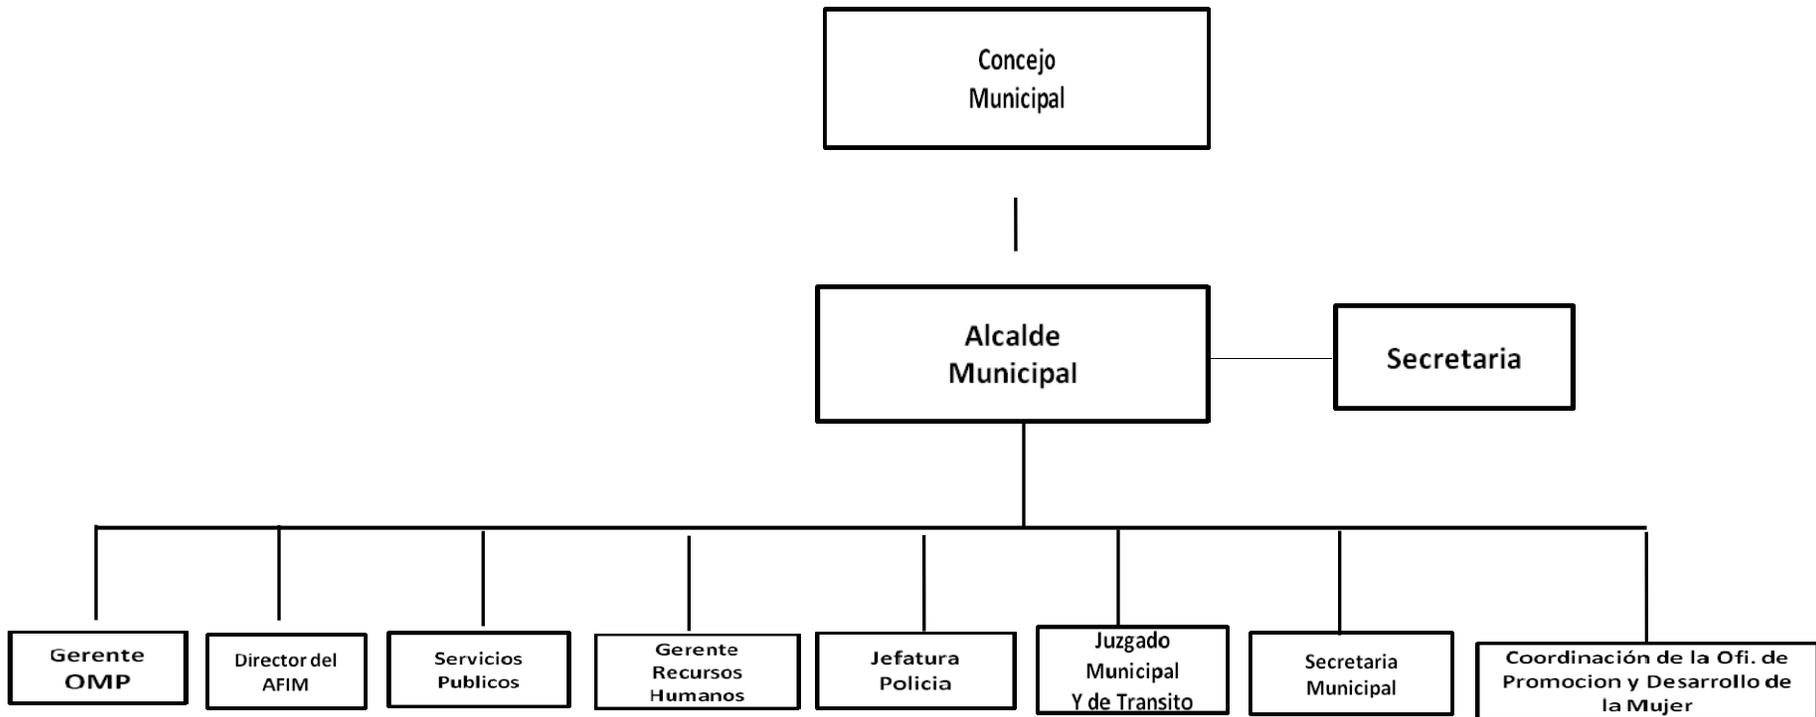 Concejo
Municipal
Alcalde
Municipal
Secretaria
Gerente
OMP
Director del
AFIM
Servicios
Publicos
Gerente
Recursos
Humanos
Jefatura
Policia
Juzgado
Municipal
Y de Transito
Secretaria
Municipal
Coordinación de la Ofi. de
Promocion y Desarrollo de
la Mujer